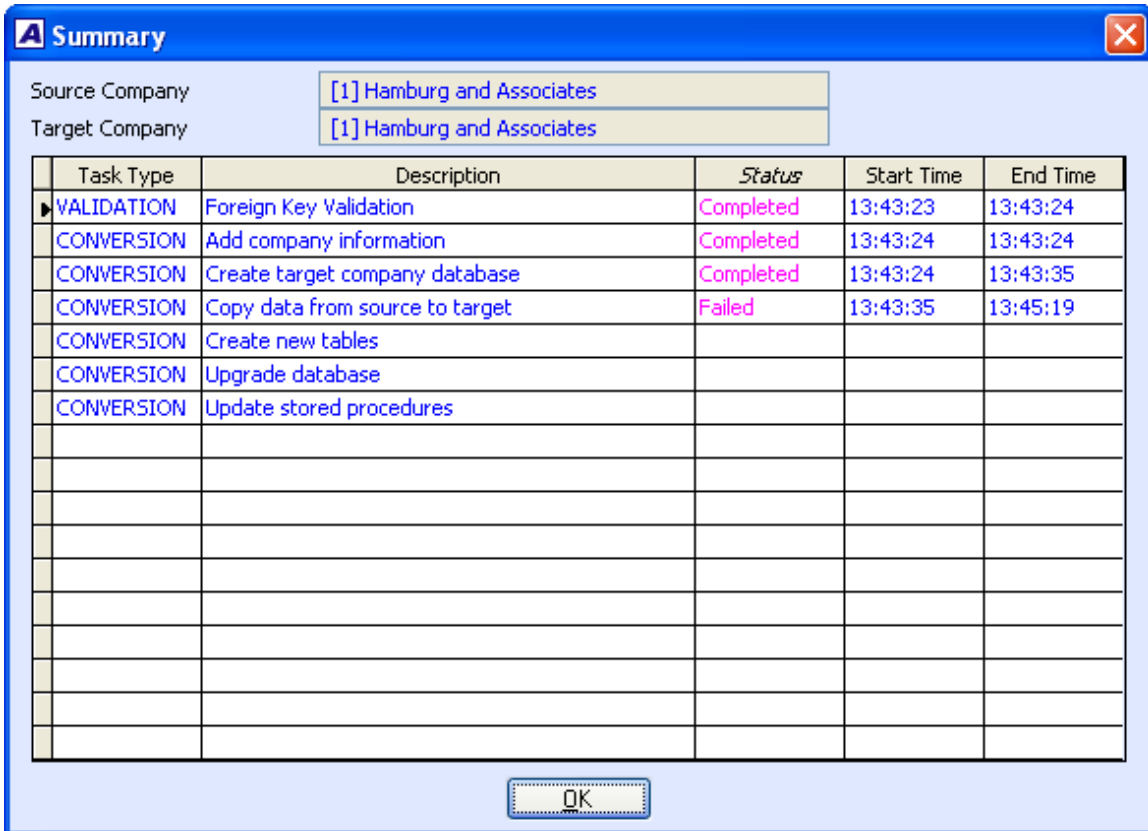 A Summary
Source Company [1] Hamburg and Associates
Target Company [1] Hamburg and Associates
Task Type Description Status Start Time End Time
VALIDATION Foreign Key Validation Completed 13:43:23 13:43:24
CONVERSION Add company information Completed 13:43:24 13:43:24
CONVERSION Create target company database Completed 13:43:24 13:43:35
CONVERSION Copy data from source to target Failed 13:43:35 13:45:19
CONVERSION Create new tables
CONVERSION Upgrade database
CONVERSION Update stored procedures
OK